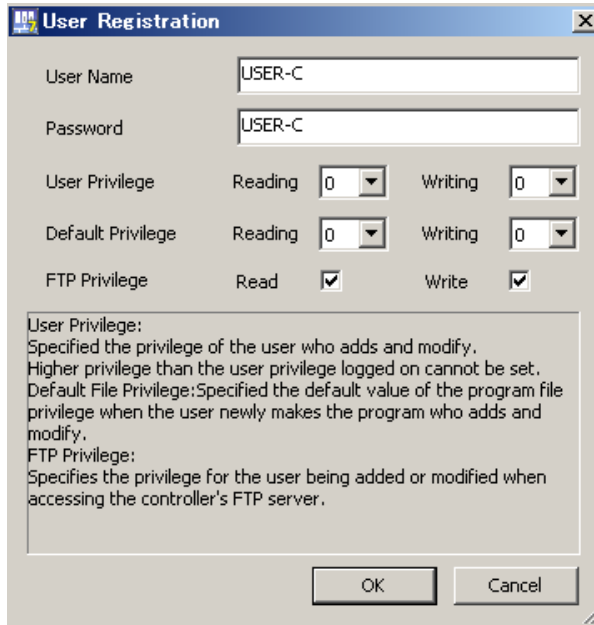 User Registration
User Name USER-C
Password USER-C
User Privilege Reading 0 Writing 0
Default Privilege Reading 0 Writing 0
FTP Privilege Read Write
User Privilege:
Specified the privilege of the user who adds and modify.
Higher privilege than the user privilege logged on cannot be set.
Default File Privilege:Specified the default value of the program file
privilege when the user newly makes the program who adds and
modify.
FTP Privilege:
Specifies the privilege for the user being added or modified when
accessing the controller's FTP server.
OK Cancel